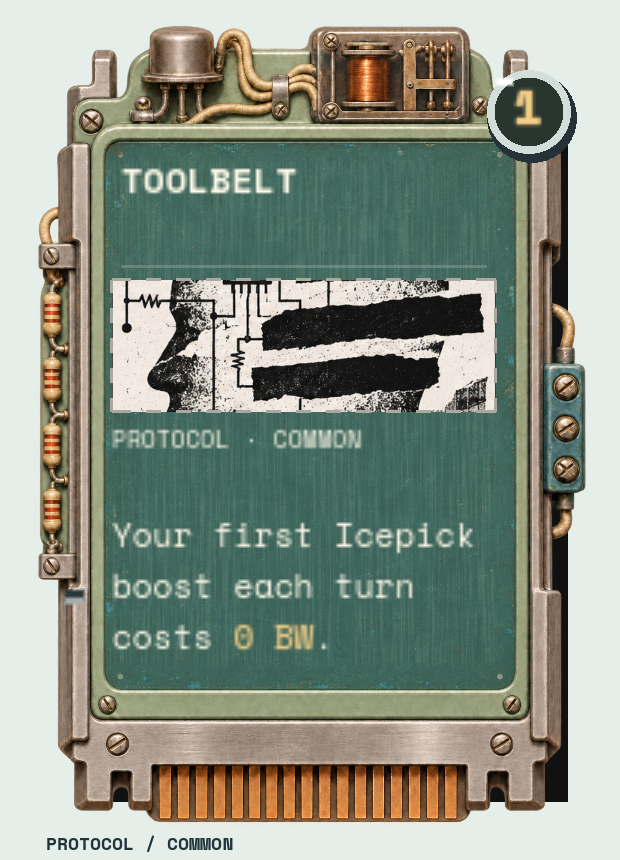 1
TOOLBELT
PROTOCOL · COMMON
Your first Icepick
boost each turn
costs 0 BW.
PROTOCOL / COMMON